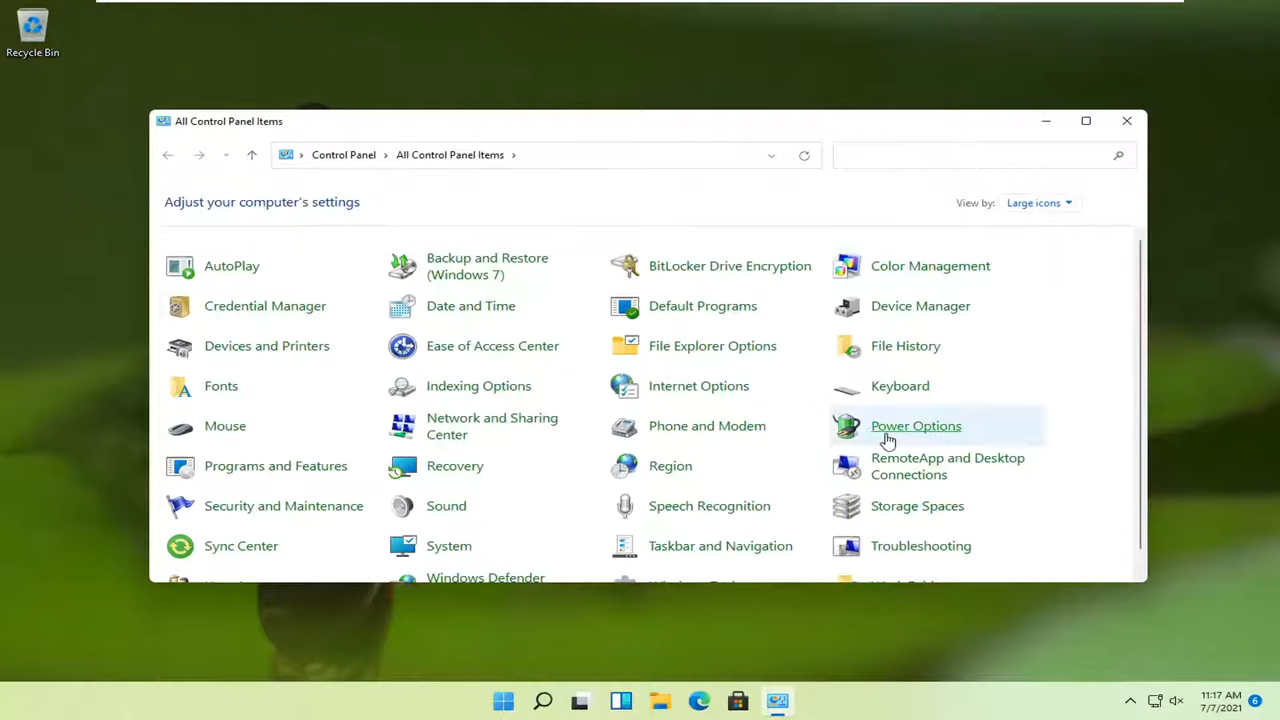 Recycle Bin
All Control Panel Items
Control Panel > All Control Panel Items >
Adjust your computer's settings
View by: Large icons
AutoPlay
Backup and Restore
(Windows 7)
BitLocker Drive Encryption
Color Management
Credential Manager
Date and Time
Default Programs
Device Manager
Devices and Printers
Ease of Access Center
File Explorer Options
File History
Fonts
Indexing Options
Internet Options
Keyboard
Mouse
Network and Sharing
Center
Phone and Modem
Power Options
Programs and Features
Recovery
Region
RemoteApp and Desktop
Connections
Security and Maintenance
Sound
Speech Recognition
Storage Spaces
Sync Center
System
Taskbar and Navigation
Troubleshooting
Windows Defender
11:17 AM
7/7/2021
6